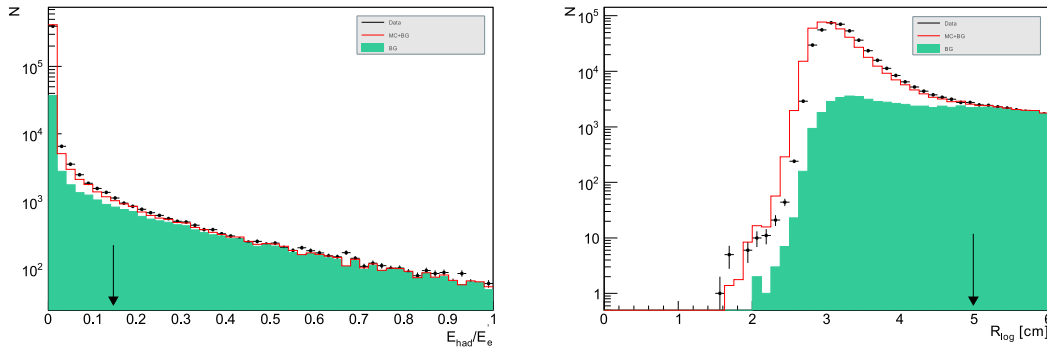 N
Data
MC+BG
BG
10^5
10^4
10^3
10^2
0 0.1 0.2 0.3 0.4 0.5 0.6 0.7 0.8 0.9 1
E_had/E'_e
N
Data
MC+BG
BG
10^5
10^4
10^3
10^2
10
1
0 1 2 3 4 5 6
R_log [cm]